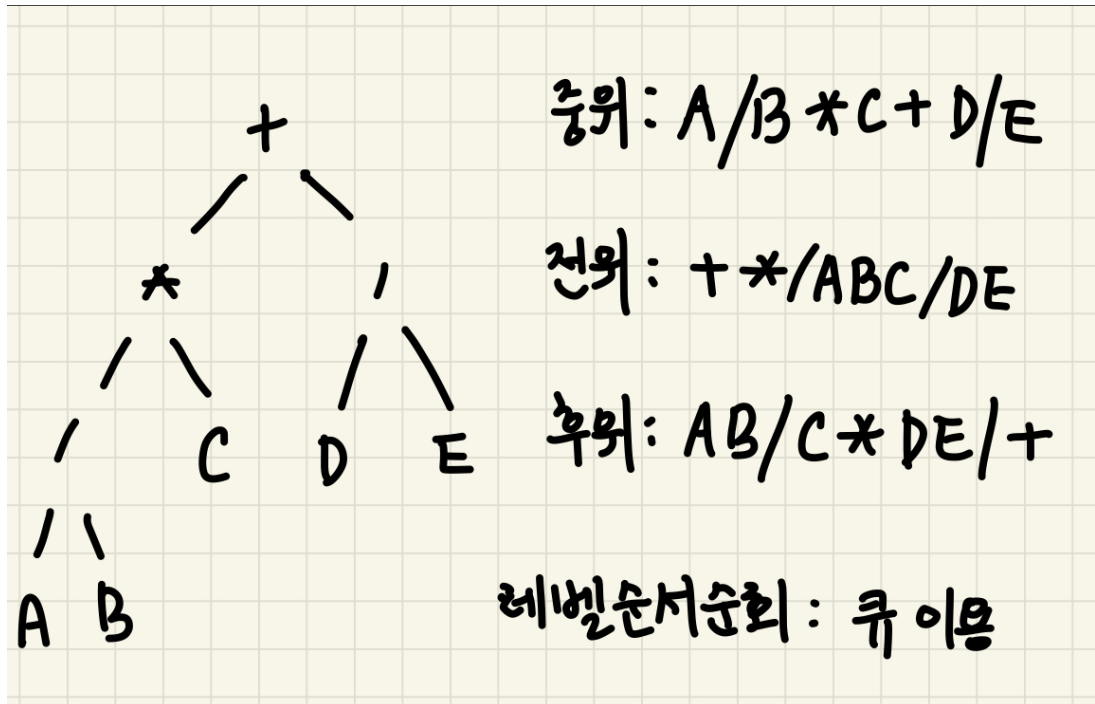 +
* /
/ C D E
A B
중위: A/B*C+D/E
전위: +*/ABC/DE
후위: AB/C*DE/+
레벨순서순회: 큐 이용